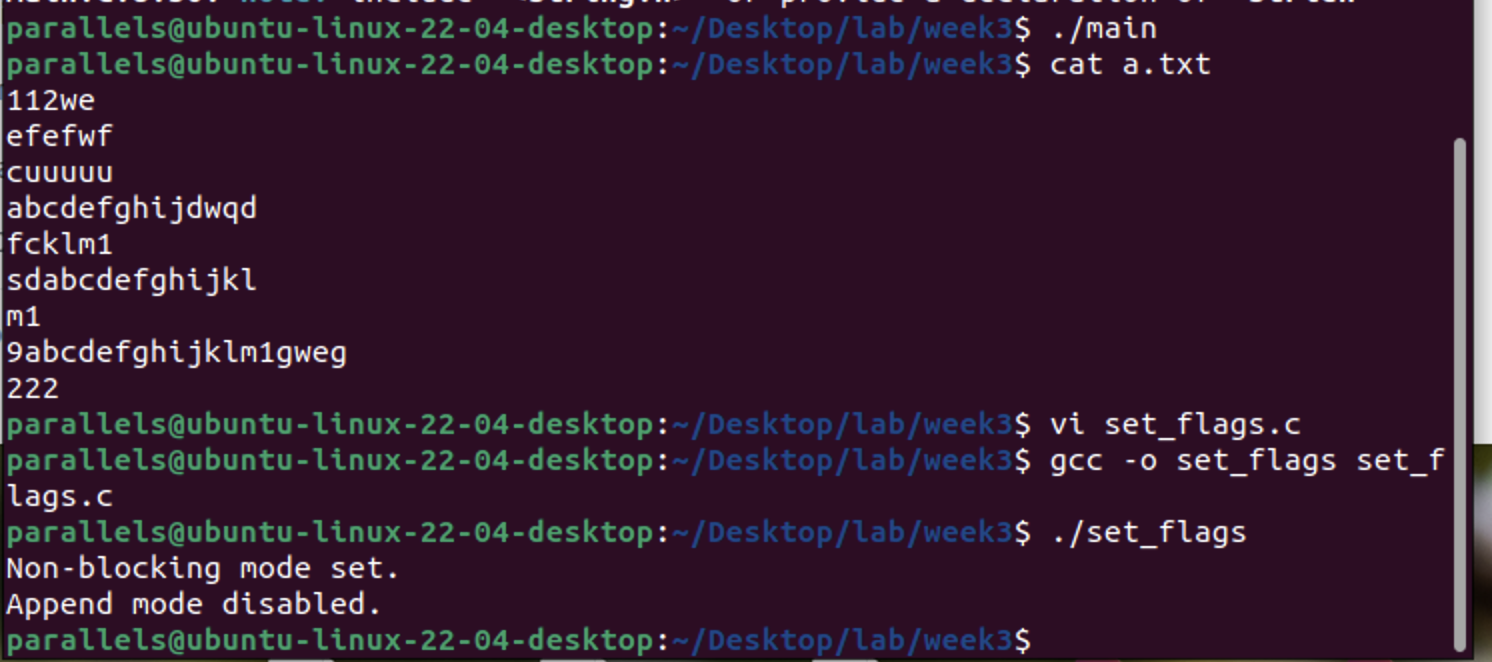 parallels@ubuntu-linux-22-04-desktop:~/Desktop/lab/week3$ ./main
parallels@ubuntu-linux-22-04-desktop:~/Desktop/lab/week3$ cat a.txt
112we
efefwf
cuuuuu
abcdefghijdwqd
fcklm1
sdabcdefghijkl
m1
9abcdefghijklm1gweg
222
parallels@ubuntu-linux-22-04-desktop:~/Desktop/lab/week3$ vi set_flags.c
parallels@ubuntu-linux-22-04-desktop:~/Desktop/lab/week3$ gcc -o set_flags set_f
lags.c
parallels@ubuntu-linux-22-04-desktop:~/Desktop/lab/week3$ ./set_flags
Non-blocking mode set.
Append mode disabled.
parallels@ubuntu-linux-22-04-desktop:~/Desktop/lab/week3$